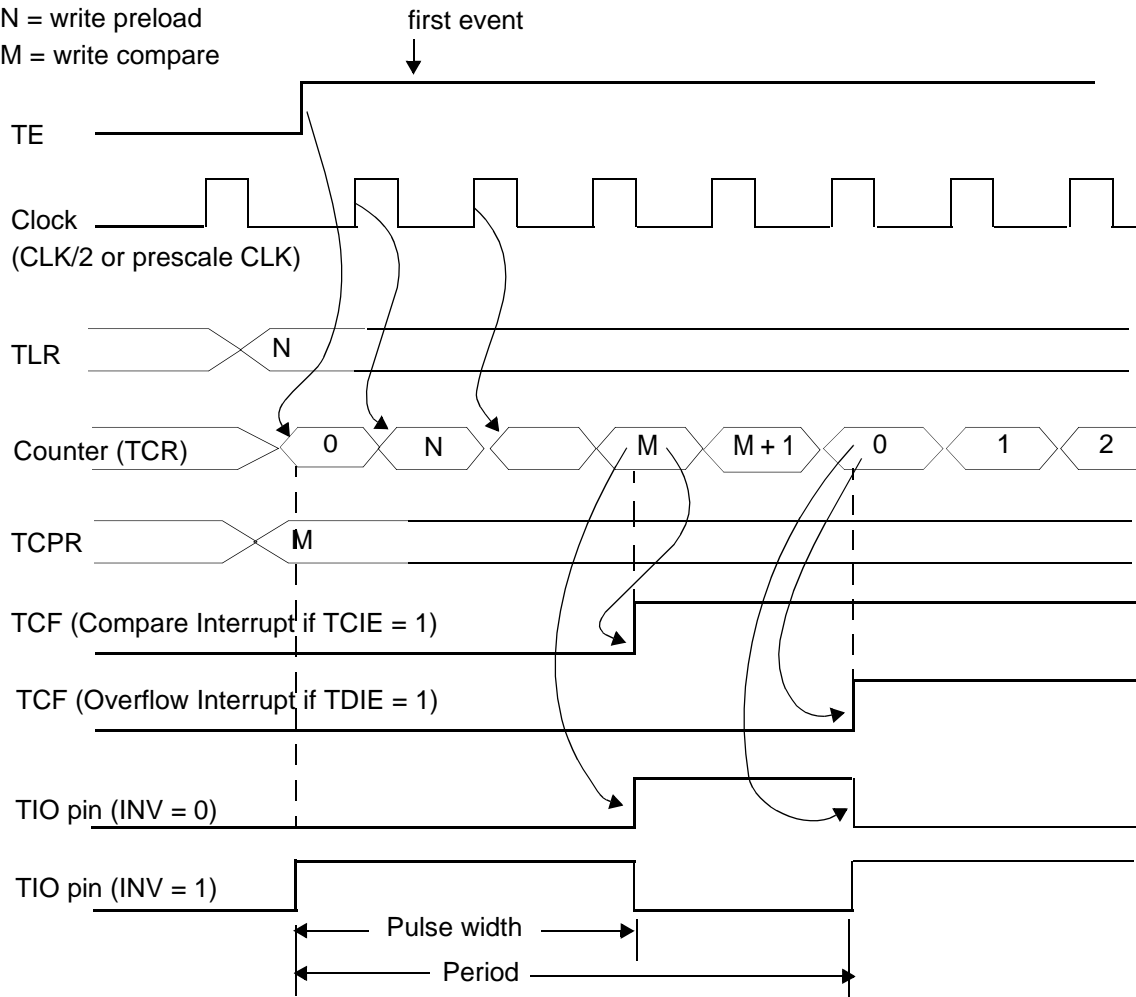 N = write preload
M = write compare
first event
TE
Clock
(CLK/2 or prescale CLK)
TLR
N
Counter (TCR)
0
N
M
M + 1
0
1
2
TCPR
M
TCF (Compare Interrupt if TCIE = 1)
TCF (Overflow Interrupt if TDIE = 1)
TIO pin (INV = 0)
TIO pin (INV = 1)
Pulse width
Period